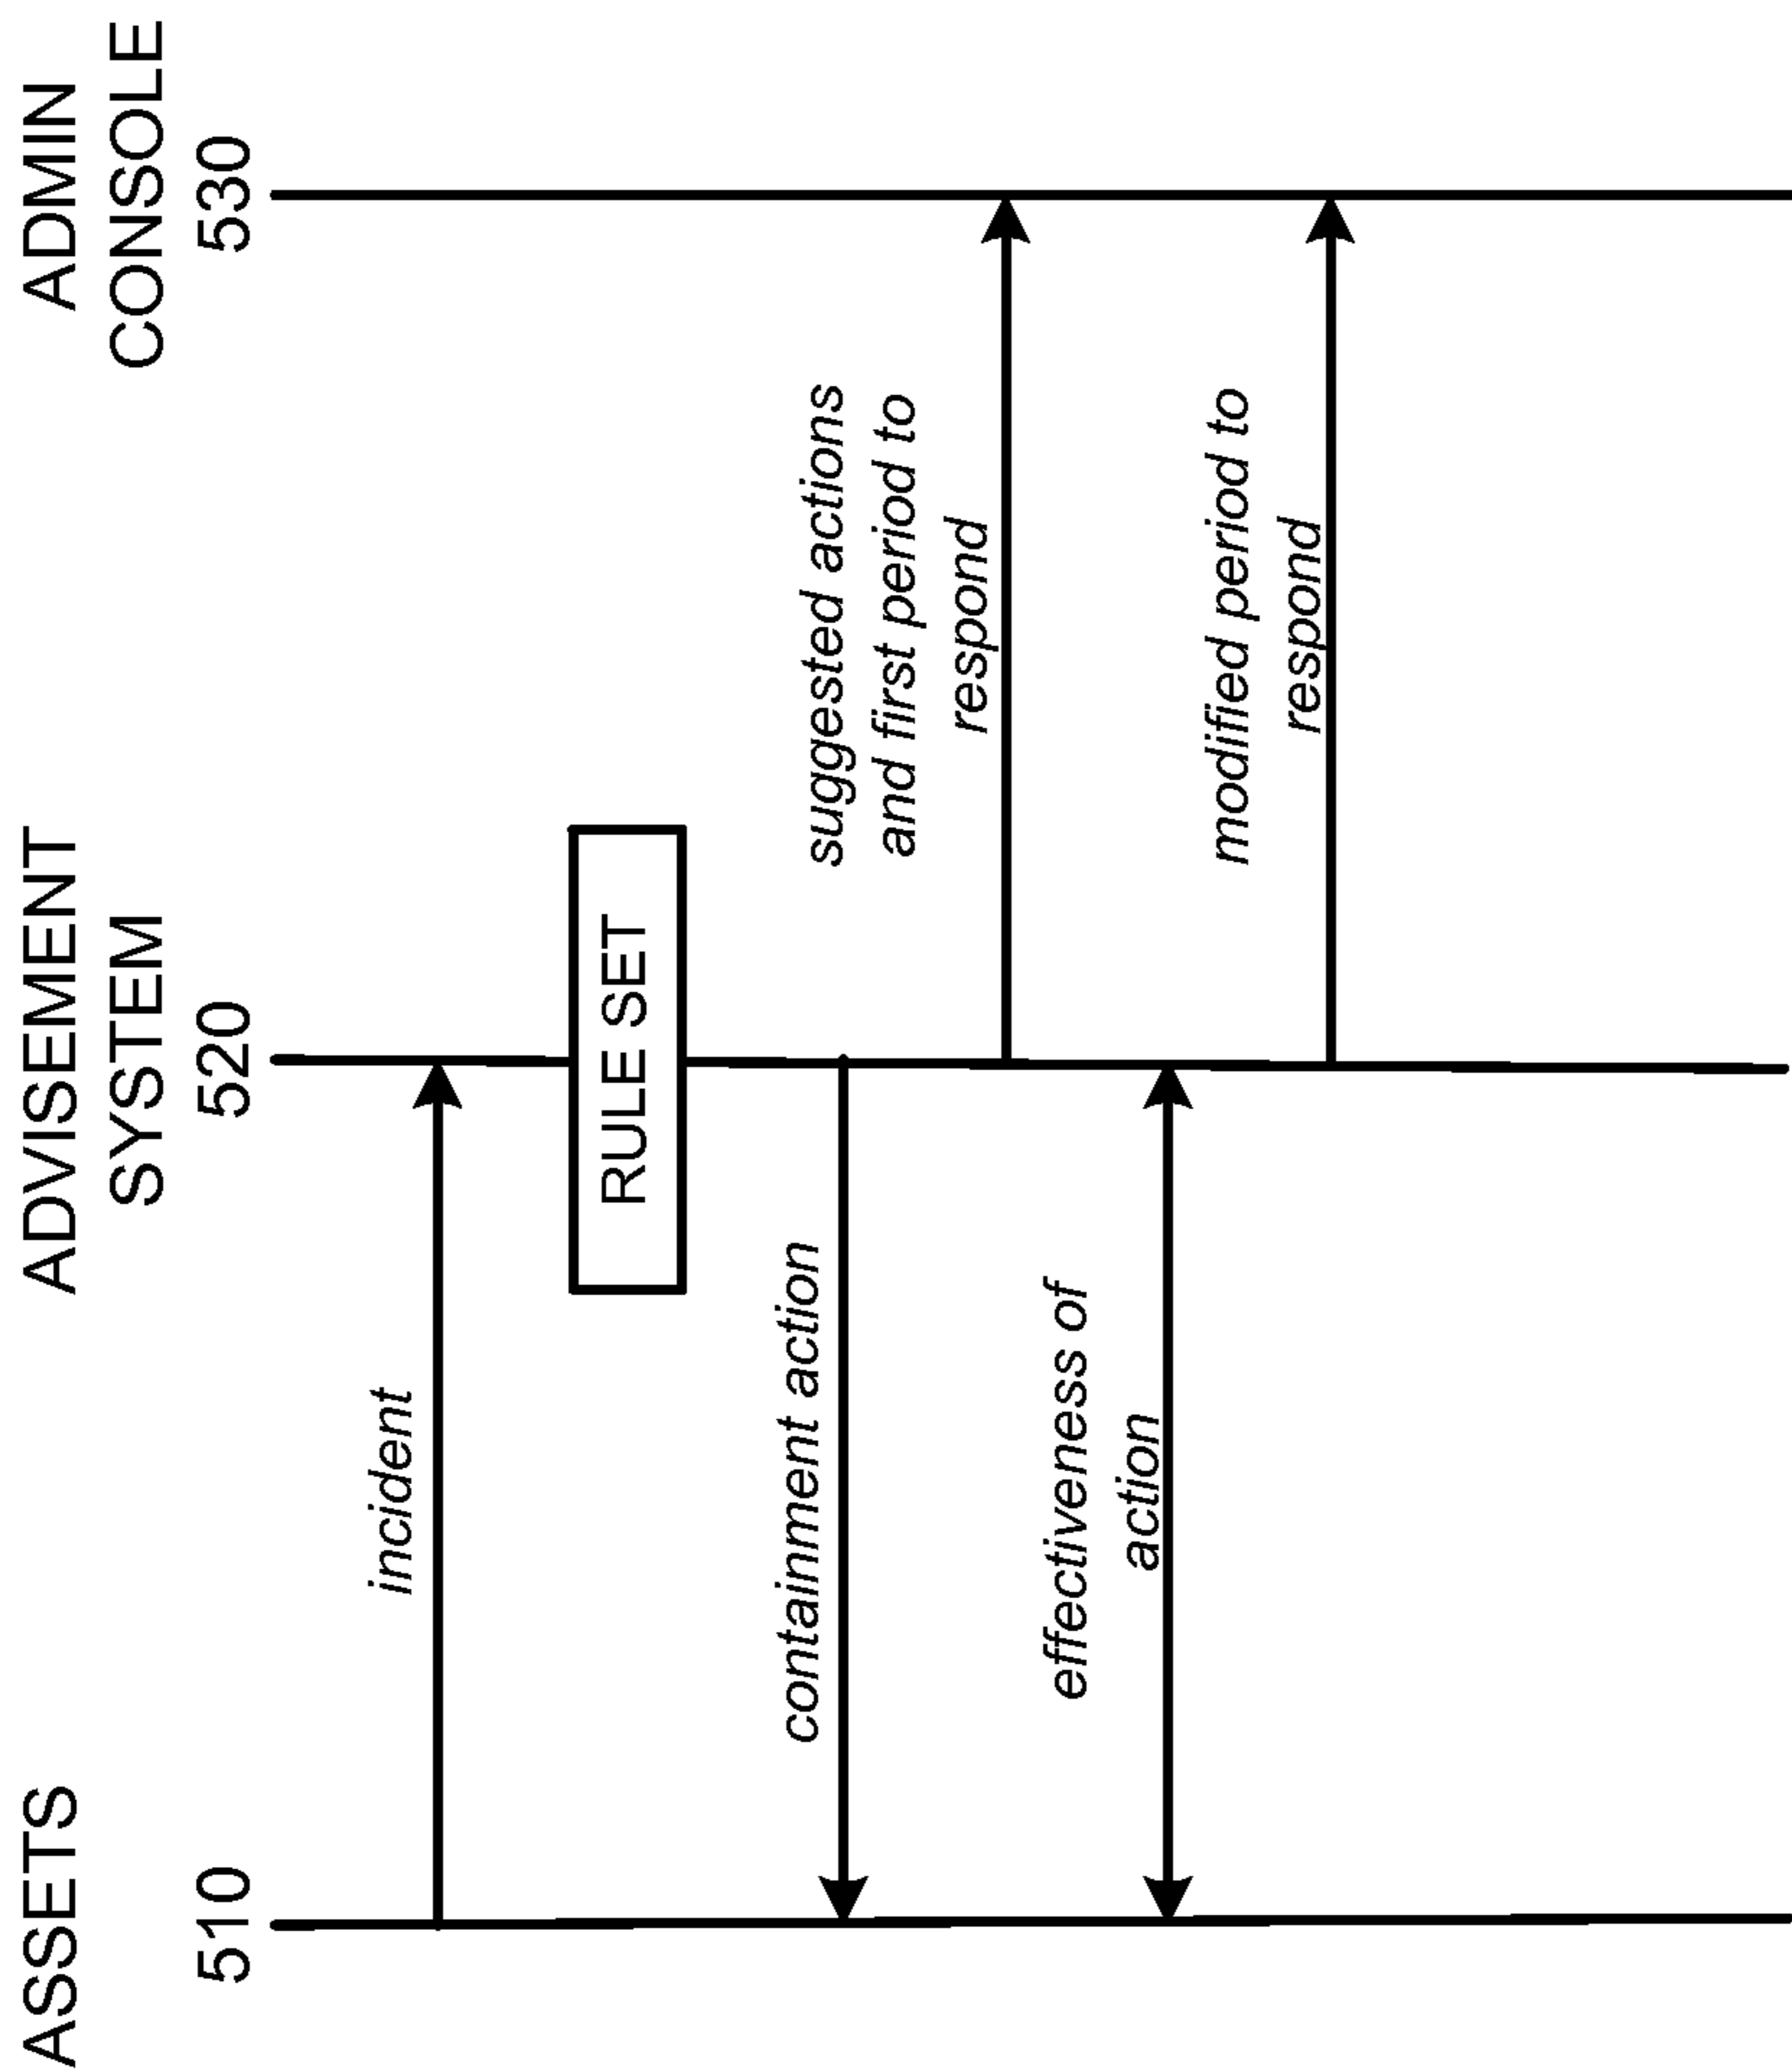 ASSETS
510
ADVISEMENT
SYSTEM
520
ADMIN
CONSOLE
530
incident
RULE SET
containment action
suggested actions
and first period to
respond
effectiveness of
action
modified period to
respond